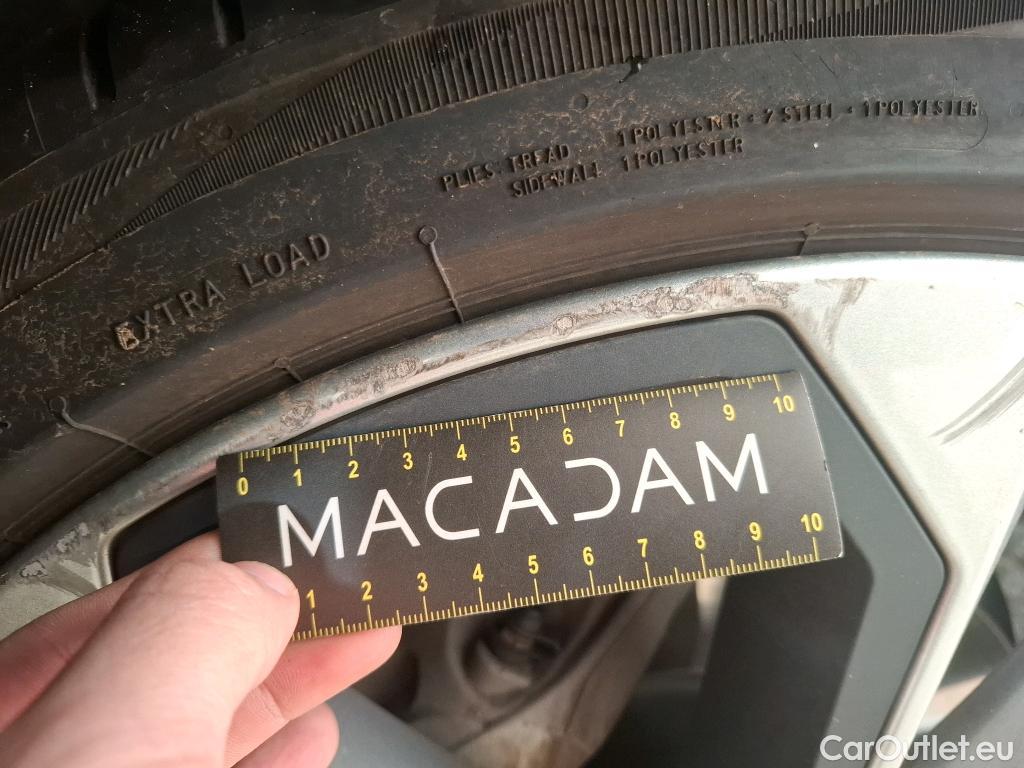 PLIES: TREAD 1 POLYESTER + 2 STEEL + 1 POLYESTER
SIDEWALL 1 POLYESTER
EXTRA LOAD
0 1 2 3 4 5 6 7 8 9 10
MACADAM
1 2 3 4 5 6 7 8 9 10
CarOutlet.eu